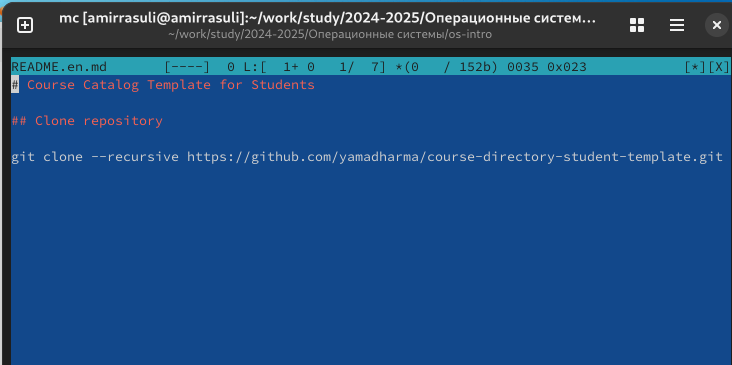 mc [amirrasuli@amirrasuli]:~/work/study/2024-2025/Операционные систем…
~/work/study/2024-2025/Операционные системы/os-intro
README.en.md [----] 0 L:[ 1+ 0 1/ 7] *(0 / 152b) 0035 0x023 [*][X]
# Course Catalog Template for Students
## Clone repository
git clone --recursive https://github.com/yamadharma/course-directory-student-template.git